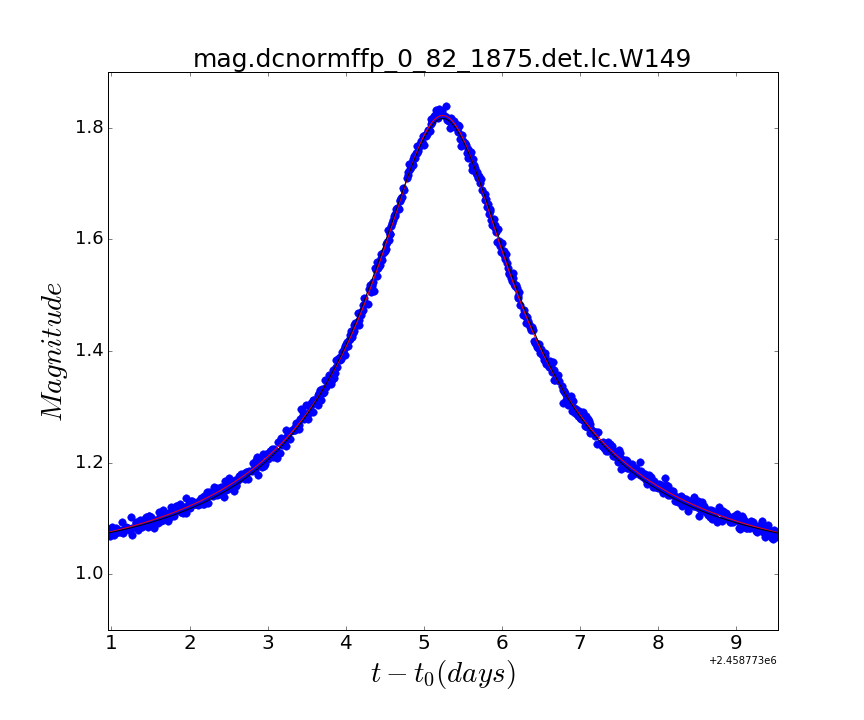 mag.dcnormffp_0_82_1875.det.lc.W149
Magnitude
1.8
1.6
1.4
1.2
1.0
1 2 3 4 5 6 7 8 9
+2.458773e6
t − t₀(days)